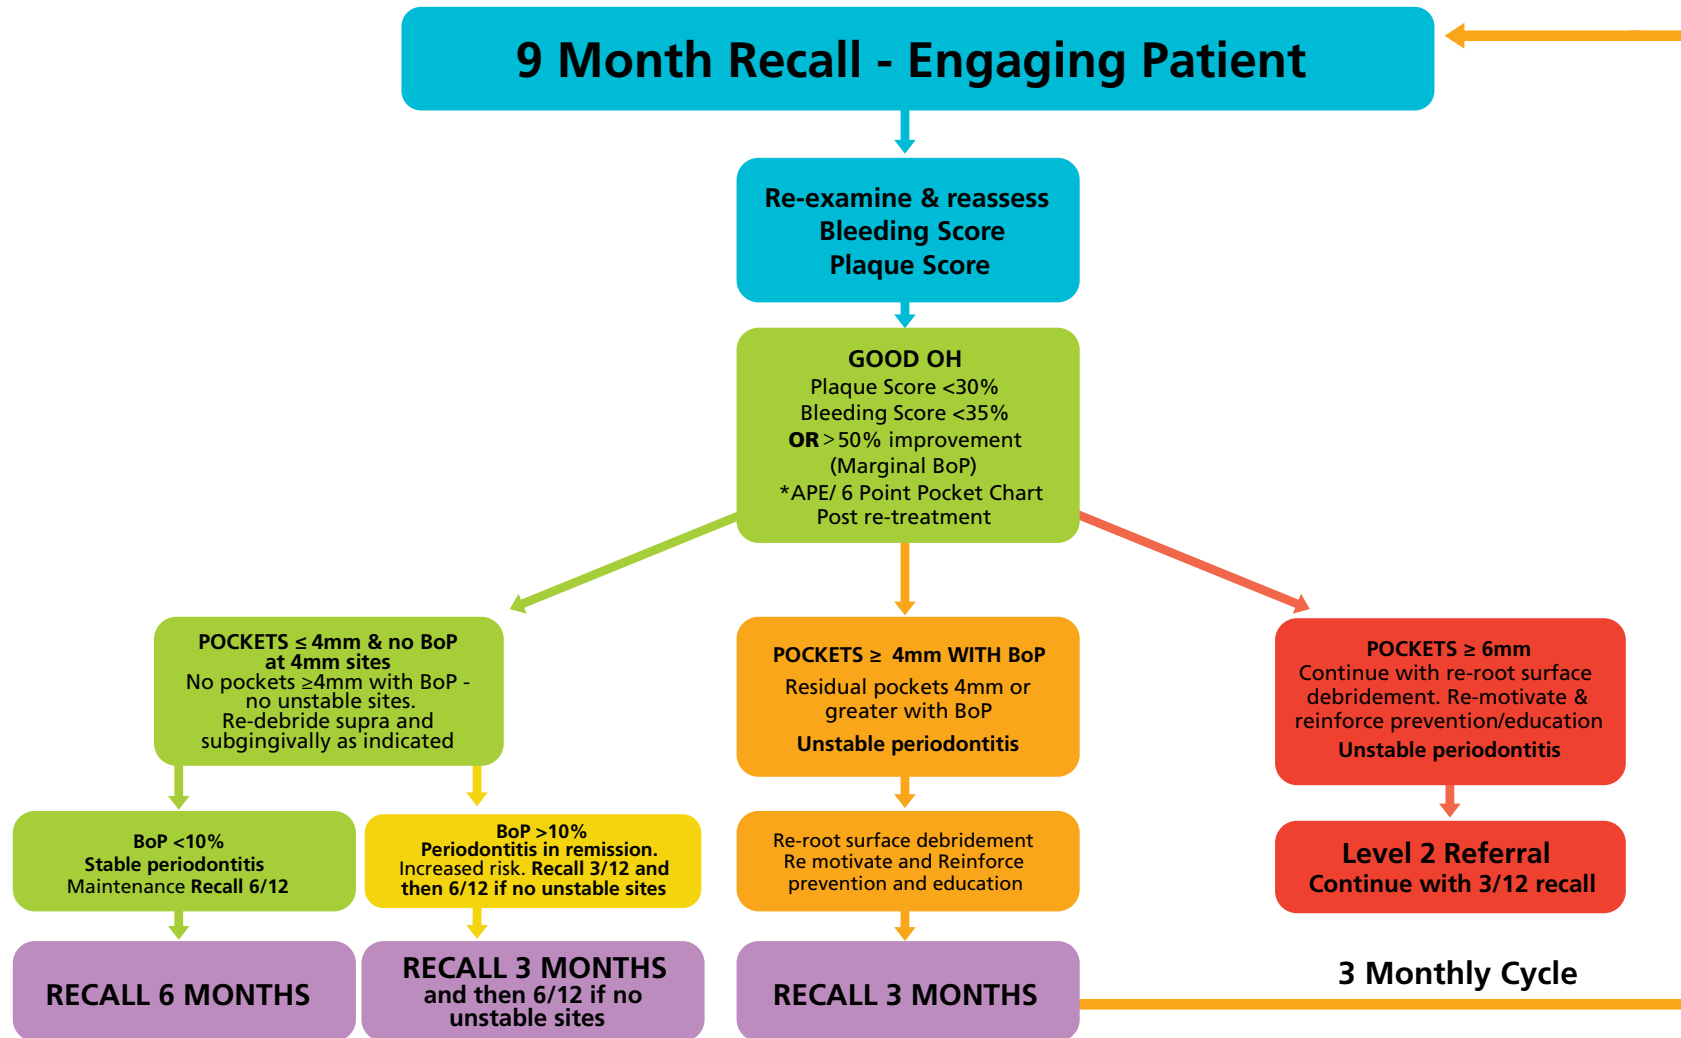 9 Month Recall - Engaging Patient
Re-examine & reassess
Bleeding Score
Plaque Score
GOOD OH
Plaque Score <30%
Bleeding Score <35%
OR >50% improvement
(Marginal BoP)
*APE/ 6 Point Pocket Chart
Post re-treatment
POCKETS ≤ 4mm & no BoP
at 4mm sites
No pockets ≥4mm with BoP -
no unstable sites.
Re-debride supra and
subgingivally as indicated
POCKETS ≥ 4mm WITH BoP
Residual pockets 4mm or
greater with BoP
Unstable periodontitis
POCKETS ≥ 6mm
Continue with re-root surface
debridement. Re-motivate &
reinforce prevention/education
Unstable periodontitis
BoP <10%
Stable periodontitis
Maintenance Recall 6/12
BoP >10%
Periodontitis in remission.
Increased risk. Recall 3/12 and
then 6/12 if no unstable sites
Re-root surface debridement
Re motivate and Reinforce
prevention and education
Level 2 Referral
Continue with 3/12 recall
RECALL 6 MONTHS
RECALL 3 MONTHS
and then 6/12 if no
unstable sites
RECALL 3 MONTHS
3 Monthly Cycle